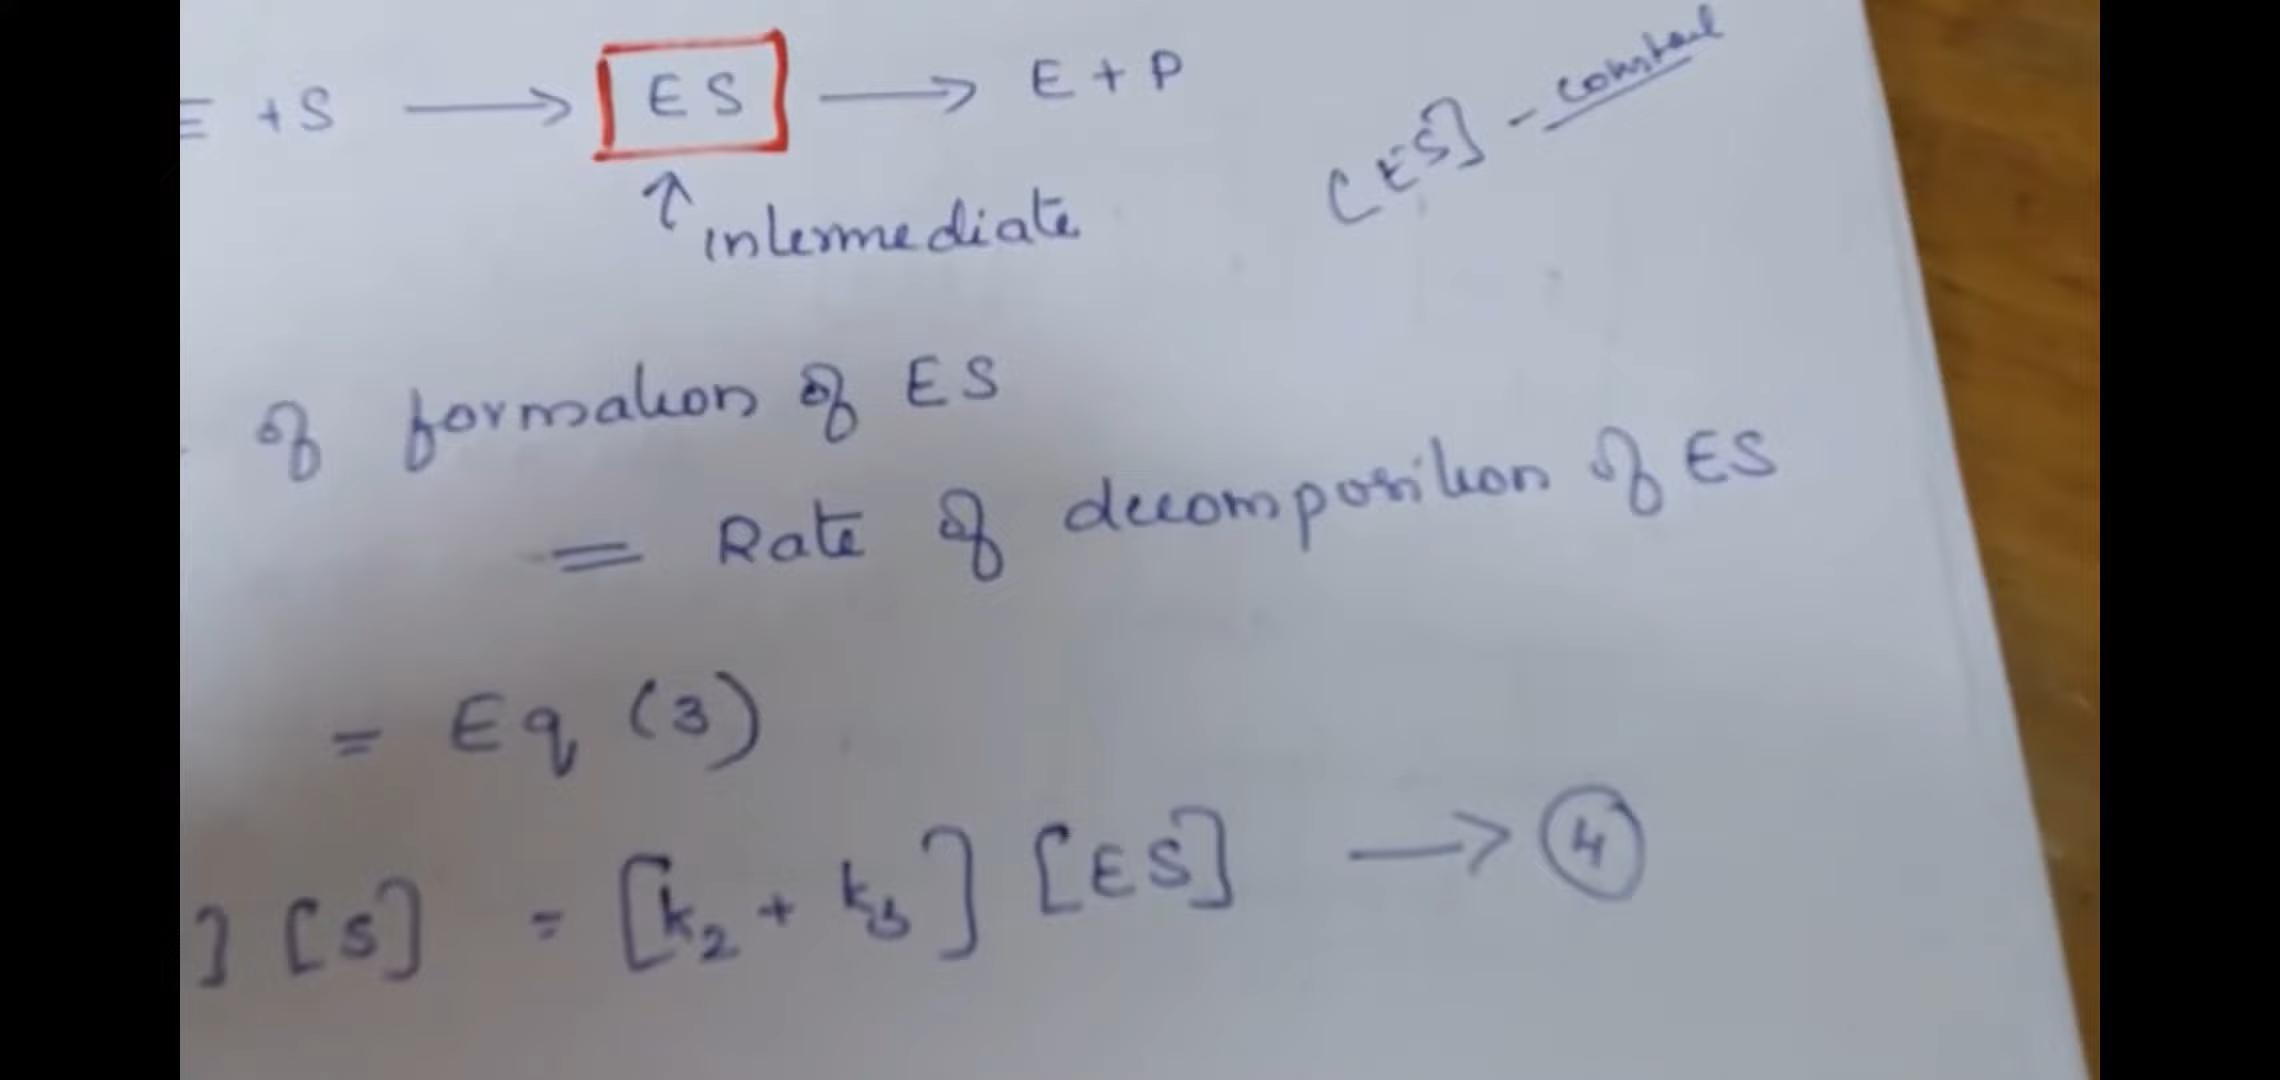 E + S → ES → E + P
[ES] - constant
↑ intermediate
of formation of ES
= Rate of decomposition of ES
= Eq (3)
] [S] = [k₂ + k₃] [ES] → 4